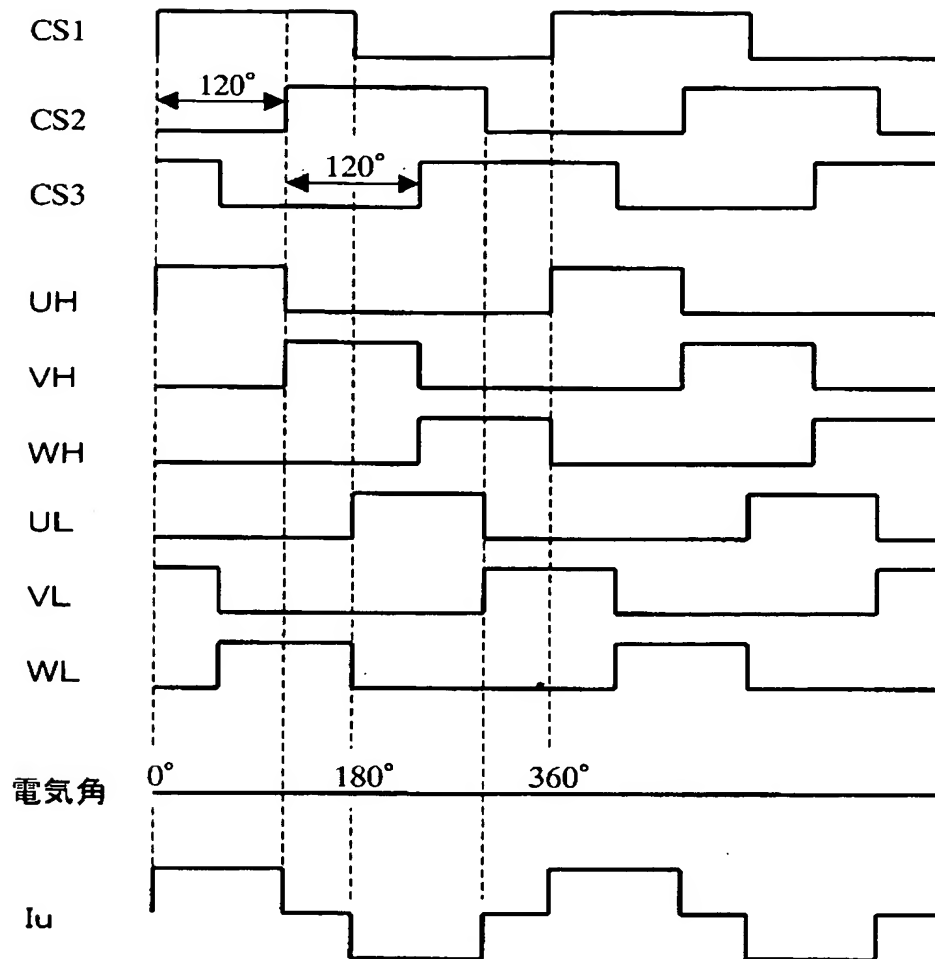 CS1
120°
CS2
120°
CS3
UH
VH
WH
UL
VL
WL
0° 180° 360°
電気角
Iu